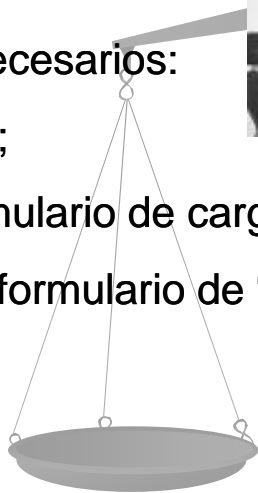 ecesarios:
;
mulario de carg
formulario de “